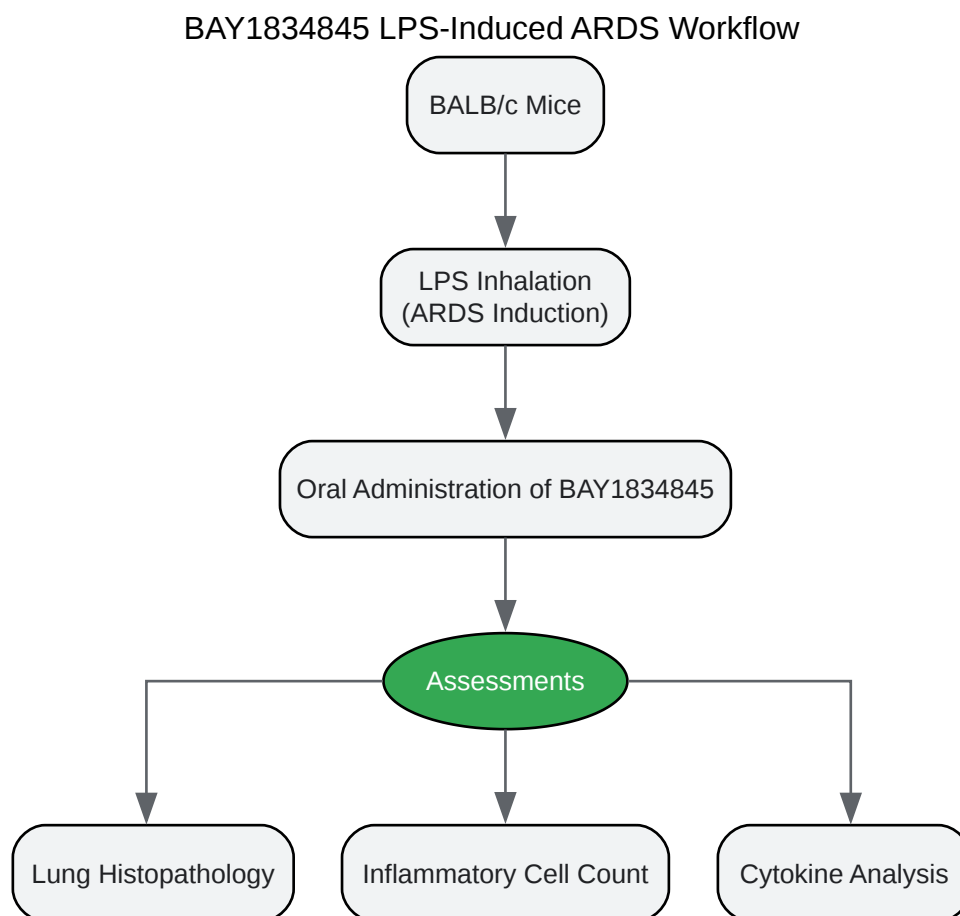 BAY1834845 LPS-Induced ARDS Workflow
BALB/c Mice
LPS Inhalation
(ARDS Induction)
Oral Administration of BAY1834845
Assessments
Lung Histopathology
Inflammatory Cell Count
Cytokine Analysis